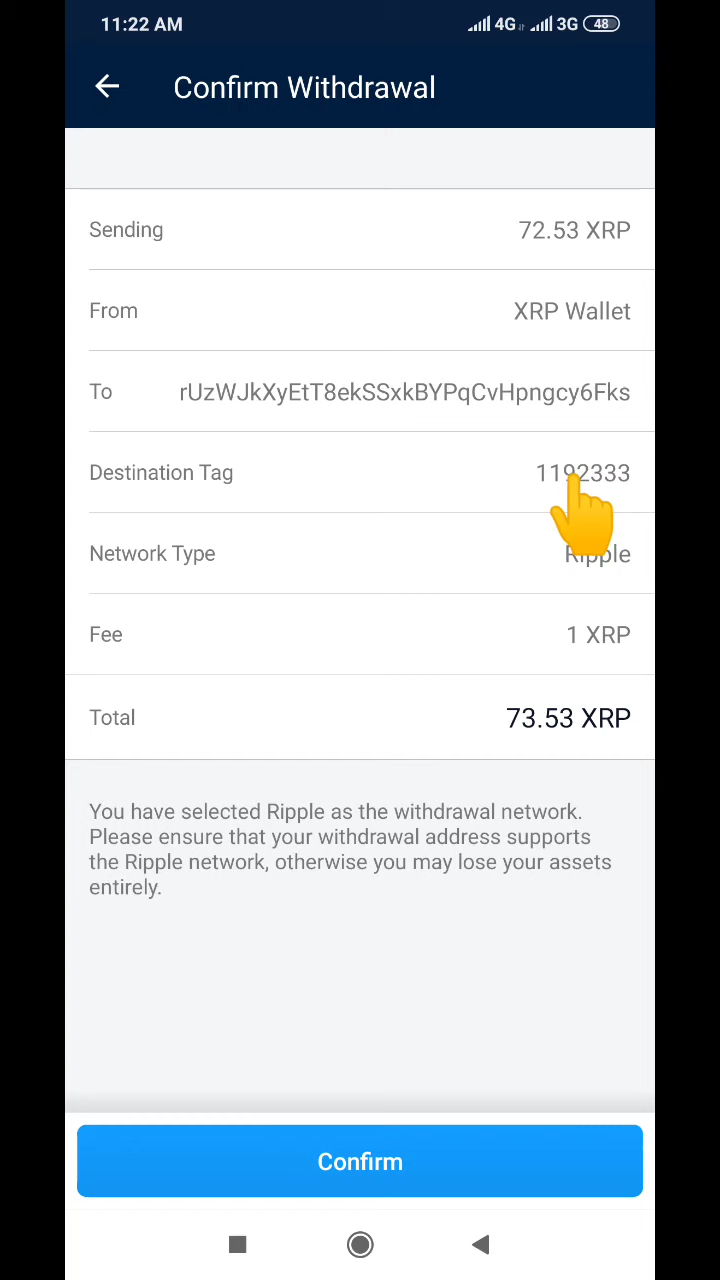 11:22 AM 4G 3G 48
Confirm Withdrawal
Sending 72.53 XRP
From XRP Wallet
To rUzWJkXyEtT8ekSSxkBYPqCvHpngcy6Fks
Destination Tag 1192333
Network Type Ripple
Fee 1 XRP
Total 73.53 XRP
You have selected Ripple as the withdrawal network.
Please ensure that your withdrawal address supports
the Ripple network, otherwise you may lose your assets
entirely.
Confirm